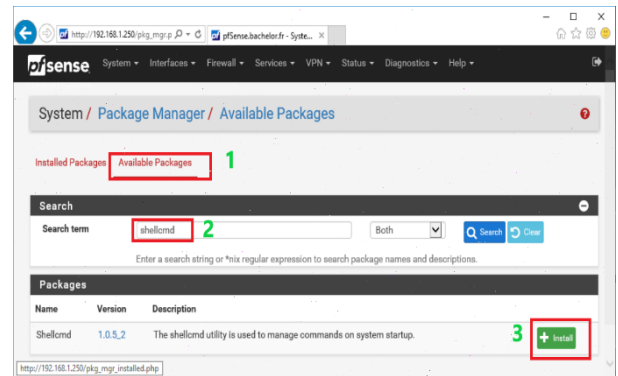 http://192.168.1.250/pkg_mgr.p
pfSense.bachelor.fr - Syste...
pfsense System Interfaces Firewall Services VPN Status Diagnostics Help
System / Package Manager / Available Packages
Installed Packages Available Packages 1
Search
Search term shellcmd 2 Both Search Clear
Enter a search string or *nix regular expression to search package names and descriptions.
Packages
Name Version Description
Shellcmd 1.0.5_2 The shellcmd utility is used to manage commands on system startup. 3 Install
http://192.168.1.250/pkg_mgr_installed.php